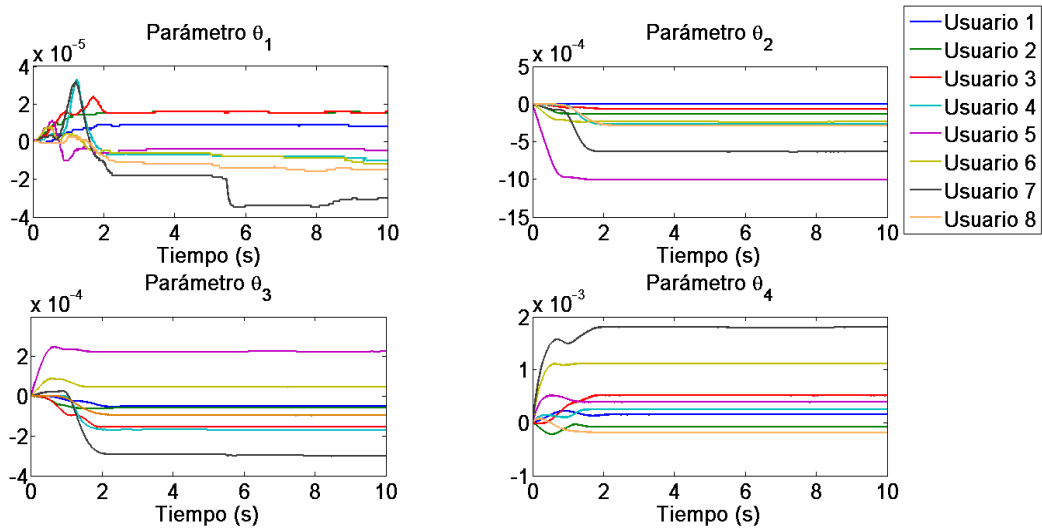 Parámetro θ1
x 10-5
4
2
0
-2
-4
0
2
4
6
8
10
Tiempo (s)
Parámetro θ2
x 10-4
5
0
-5
-10
-15
0
2
4
6
8
10
Tiempo (s)
Usuario 1
Usuario 2
Usuario 3
Usuario 4
Usuario 5
Usuario 6
Usuario 7
Usuario 8
Parámetro θ3
x 10-4
2
0
-2
-4
0
2
4
6
8
10
Tiempo (s)
Parámetro θ4
x 10-3
2
1
0
-1
0
2
4
6
8
10
Tiempo (s)